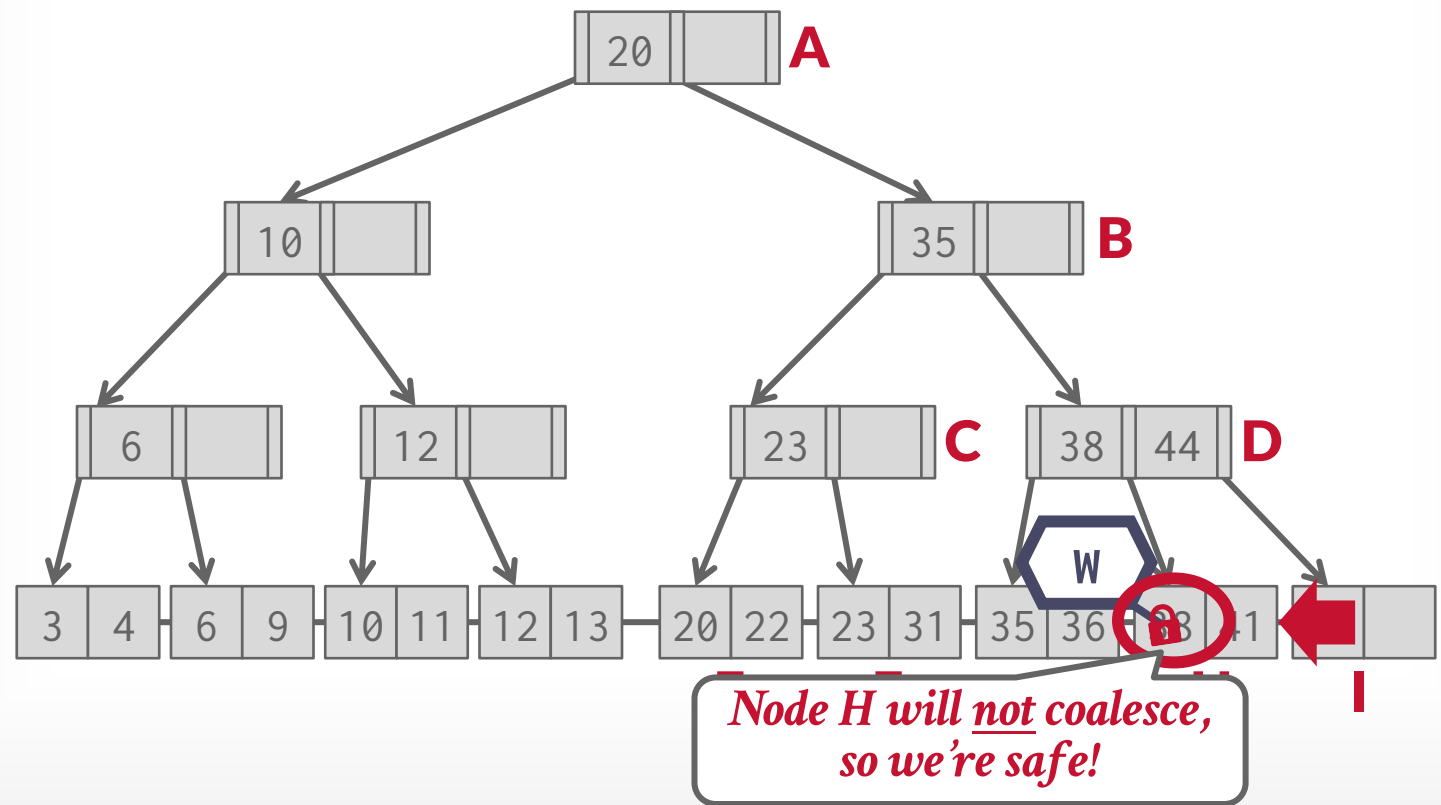 20 A
10 35 B
6 12 23 C 38 44 D
W
3 4 6 9 10 11 12 13 20 22 23 31 35 36 38 41
I
Node H will not coalesce,
so we're safe!